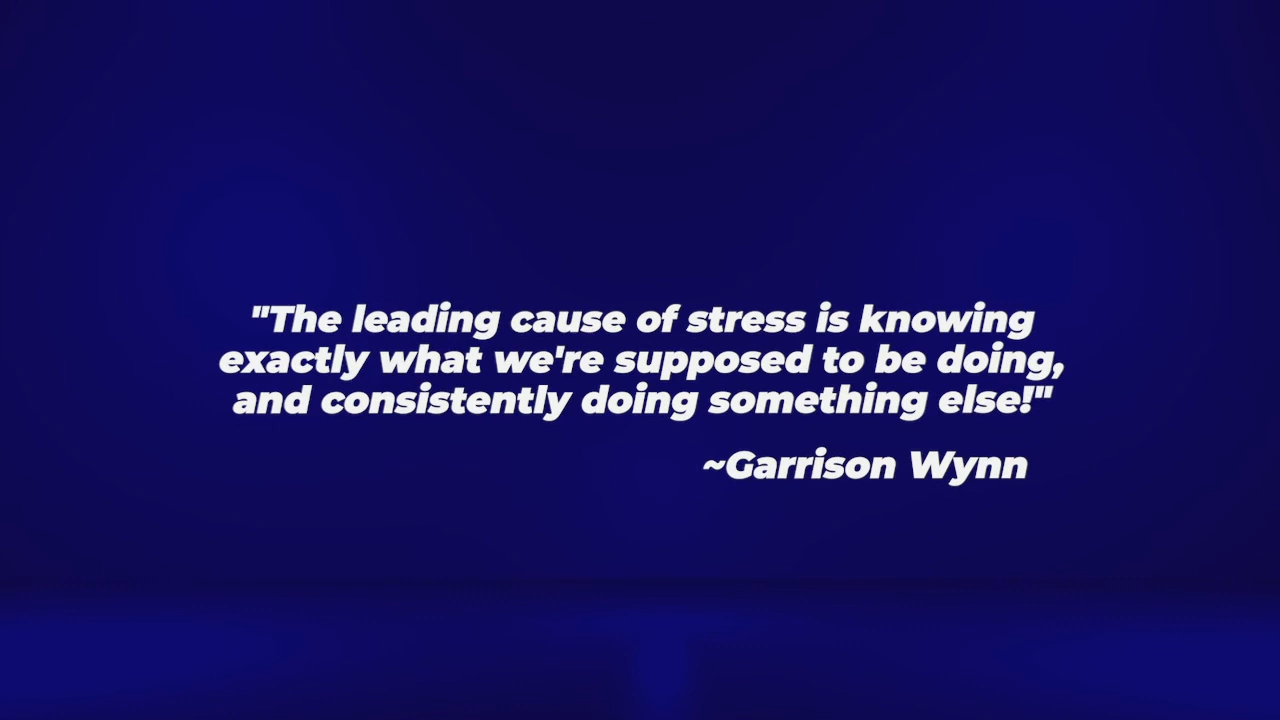 "The leading cause of stress is knowing
exactly what we're supposed to be doing,
and consistently doing something else!"
~Garrison Wynn